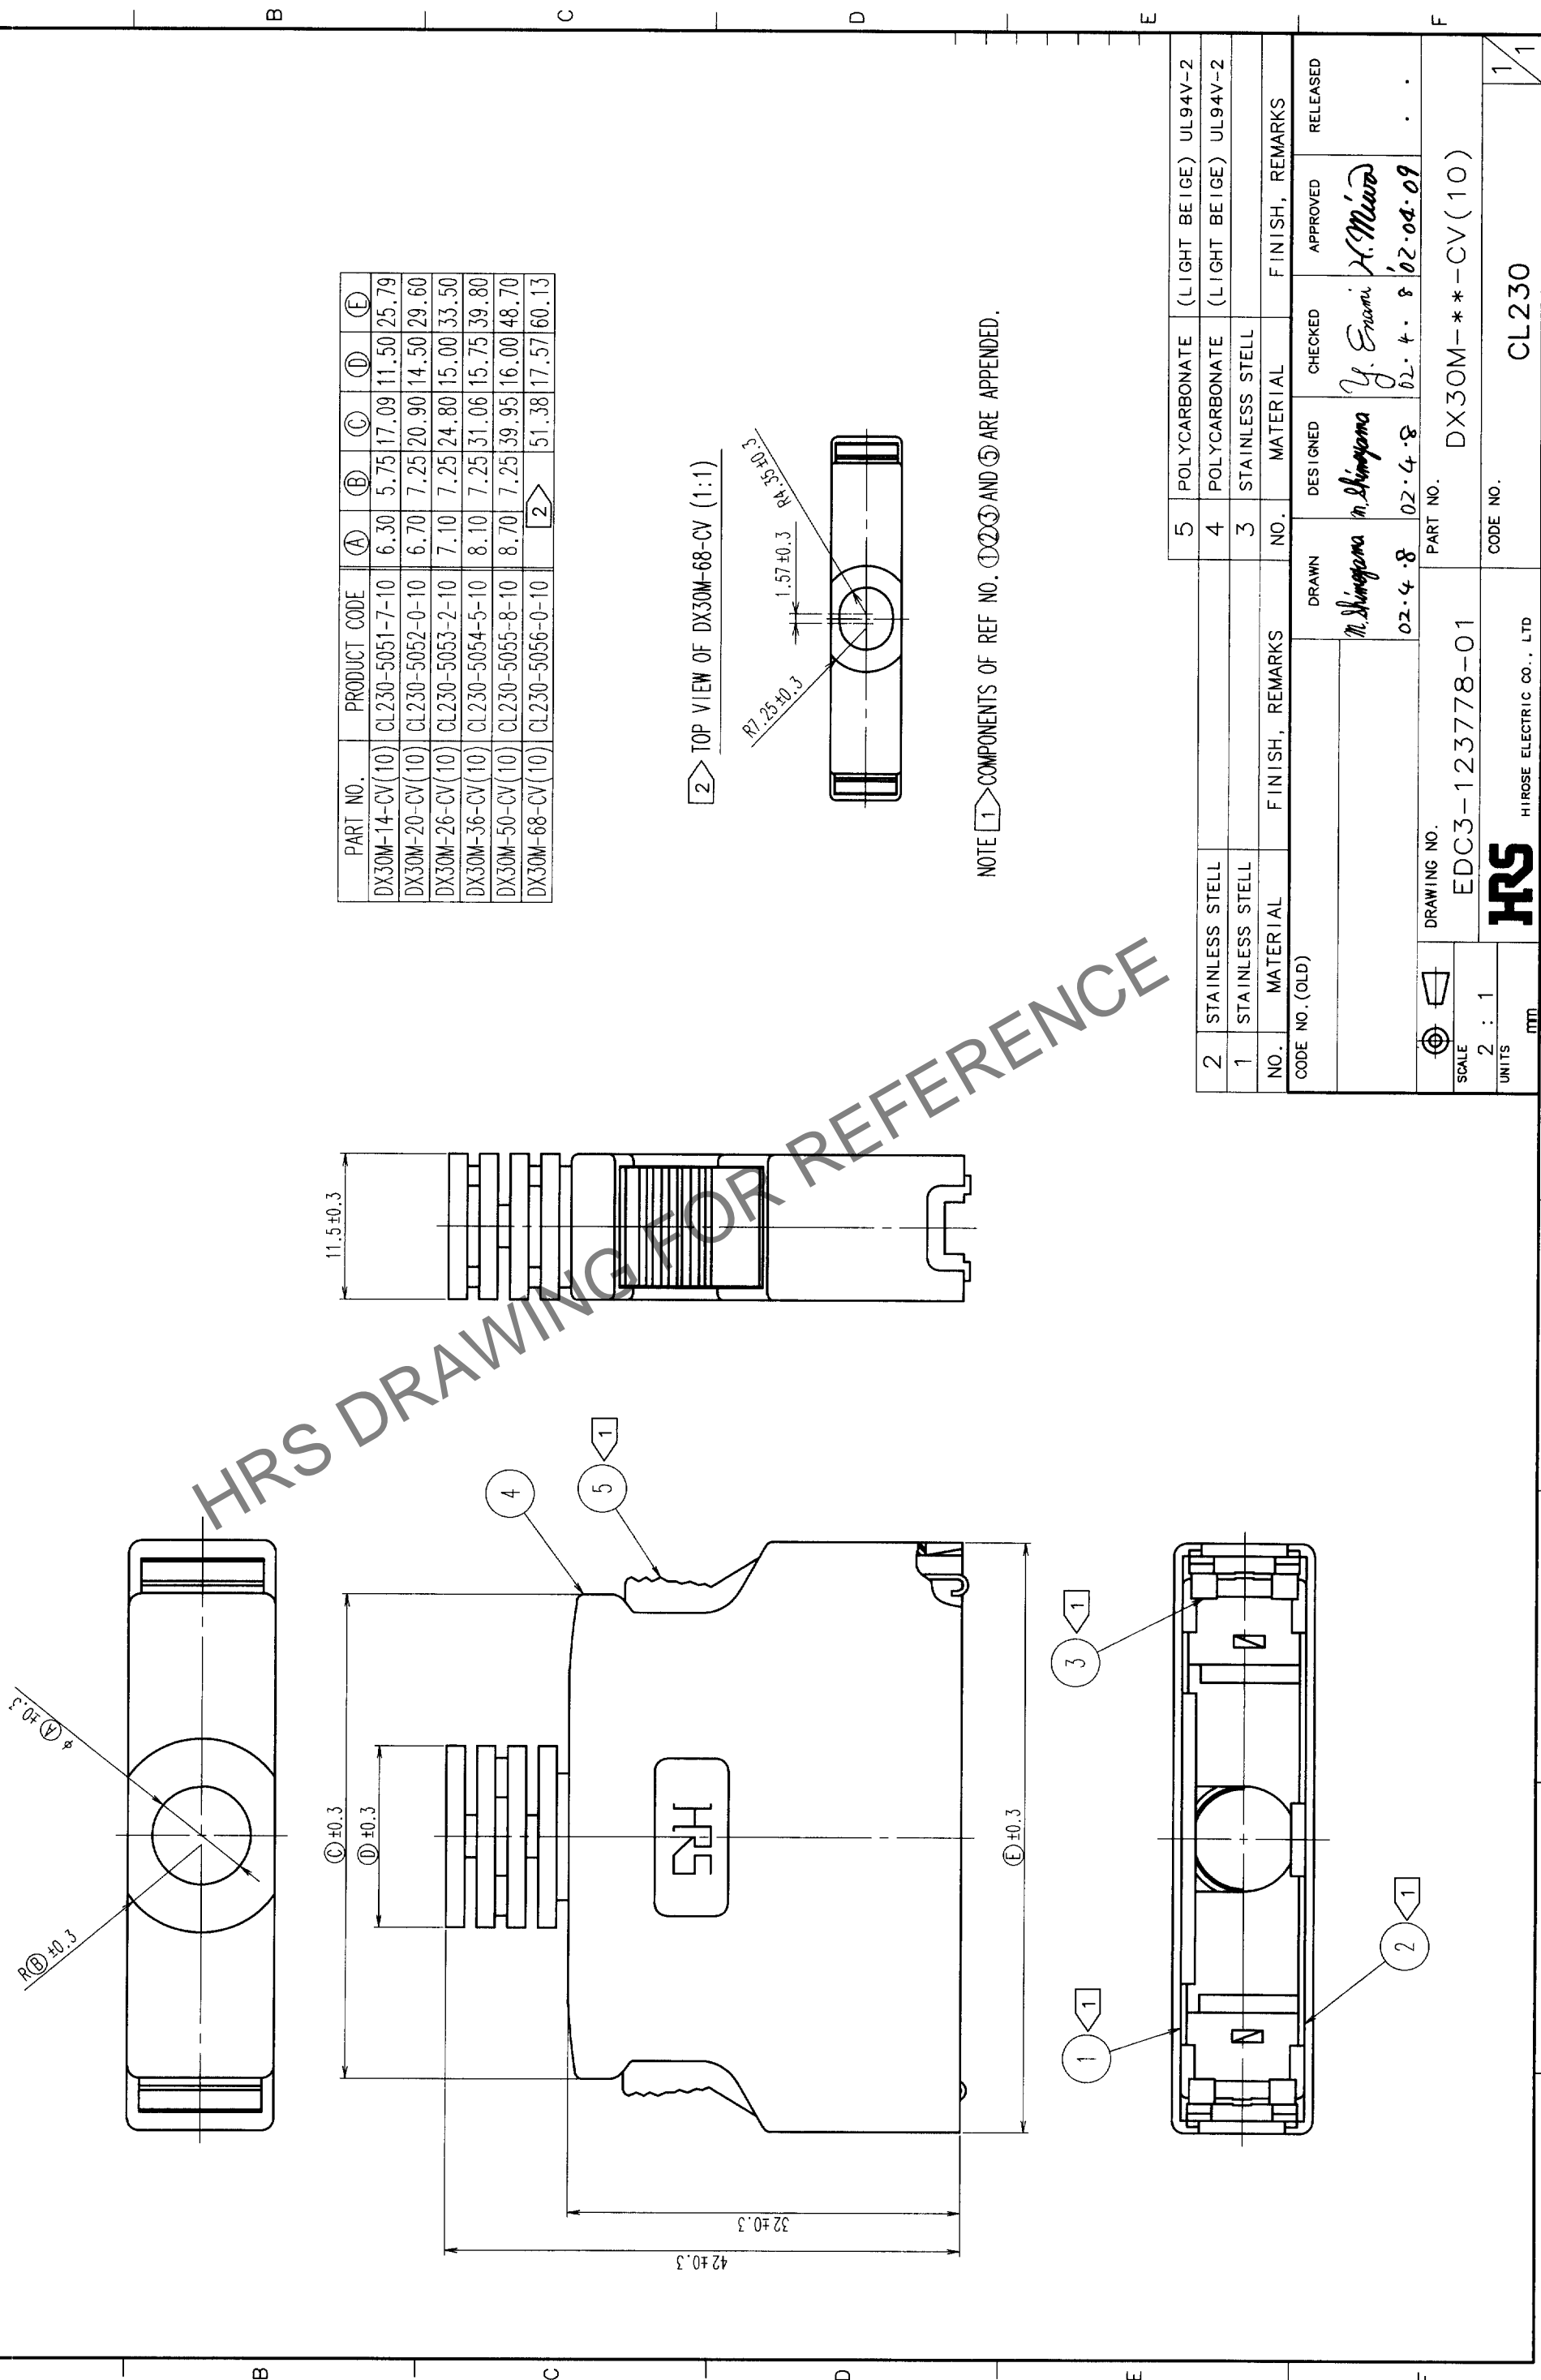 B
C
D
E
F
PART NO. PRODUCT CODE Ⓐ Ⓑ Ⓒ Ⓓ Ⓔ
DX30M-14-CV(10) CL230-5051-7-10 6.30 5.75 17.09 11.50 25.79
DX30M-20-CV(10) CL230-5052-0-10 6.70 7.25 20.90 14.50 29.60
DX30M-26-CV(10) CL230-5053-2-10 7.10 7.25 24.80 15.00 33.50
DX30M-36-CV(10) CL230-5054-5-10 8.10 7.25 31.06 15.75 39.80
DX30M-50-CV(10) CL230-5055-8-10 8.70 7.25 39.95 16.00 48.70
DX30M-68-CV(10) CL230-5056-0-10 2 51.38 17.57 60.13
2 TOP VIEW OF DX30M-68-CV (1:1)
1.57±0.3
R4.35±0.3
R7.25±0.3
NOTE 1 COMPONENTS OF REF NO. ①②③ AND ⑤ ARE APPENDED.
φ Ⓐ ±0.3
R Ⓑ ±0.3
Ⓒ ±0.3
Ⓓ ±0.3
11.5±0.3
HRS
4
5 1
Ⓔ ±0.3
32±0.3
42±0.3
1 1
3 1
2 1
HRS DRAWING FOR REFERENCE
5 POLYCARBONATE (LIGHT BEIGE) UL94V-2
2 STAINLESS STELL
4 POLYCARBONATE (LIGHT BEIGE) UL94V-2
1 STAINLESS STELL
3 STAINLESS STELL
NO. MATERIAL FINISH, REMARKS NO. MATERIAL FINISH, REMARKS
CODE NO.(OLD)
DRAWN DESIGNED CHECKED APPROVED RELEASED
M. Shimoyama M. Shimoyama Y. Enami H. Miwa
02.4.8 02.4.8 02.4.8 '02.04.09 . .
SCALE
2 : 1
UNITS
mm
DRAWING NO.
EDC3-123778-01
PART NO.
DX30M-**-CV(10)
HRS HIROSE ELECTRIC CO., LTD
CODE NO.
CL230
1/1
B
C
D
E
F